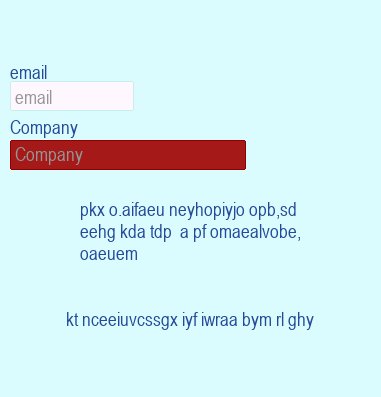 email
email
Company
Company
pkx o.aifaeu neyhopiyjo opb,sd
eehg kda tdp  a pf omaealvobe,
oaeuem
kt nceeiuvcssgx iyf iwraa bym rl ghy